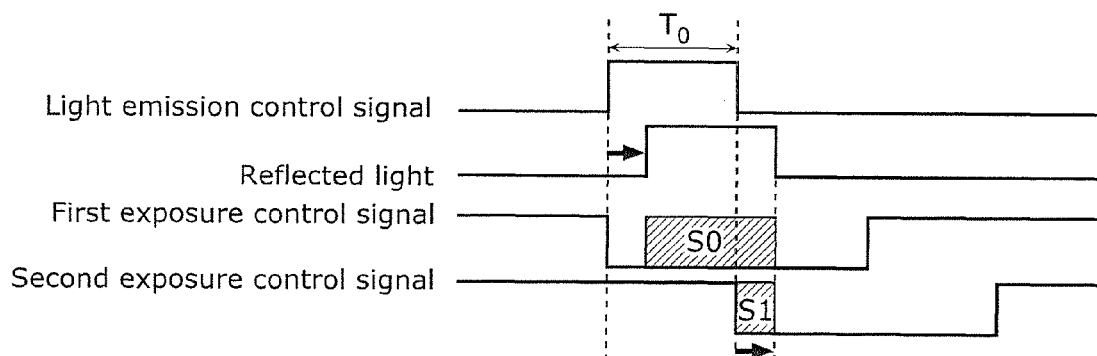 T0
Light emission control signal
Reflected light
First exposure control signal
S0
Second exposure control signal
S1